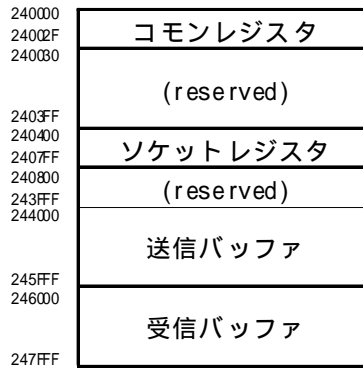 240000
24002F
コモンレジスタ
240030
2403FF
(reserved)
240400
2407FF
ソケットレジスタ
240800
243FFF
(reserved)
244000
245FFF
送信バッファ
246000
247FFF
受信バッファ